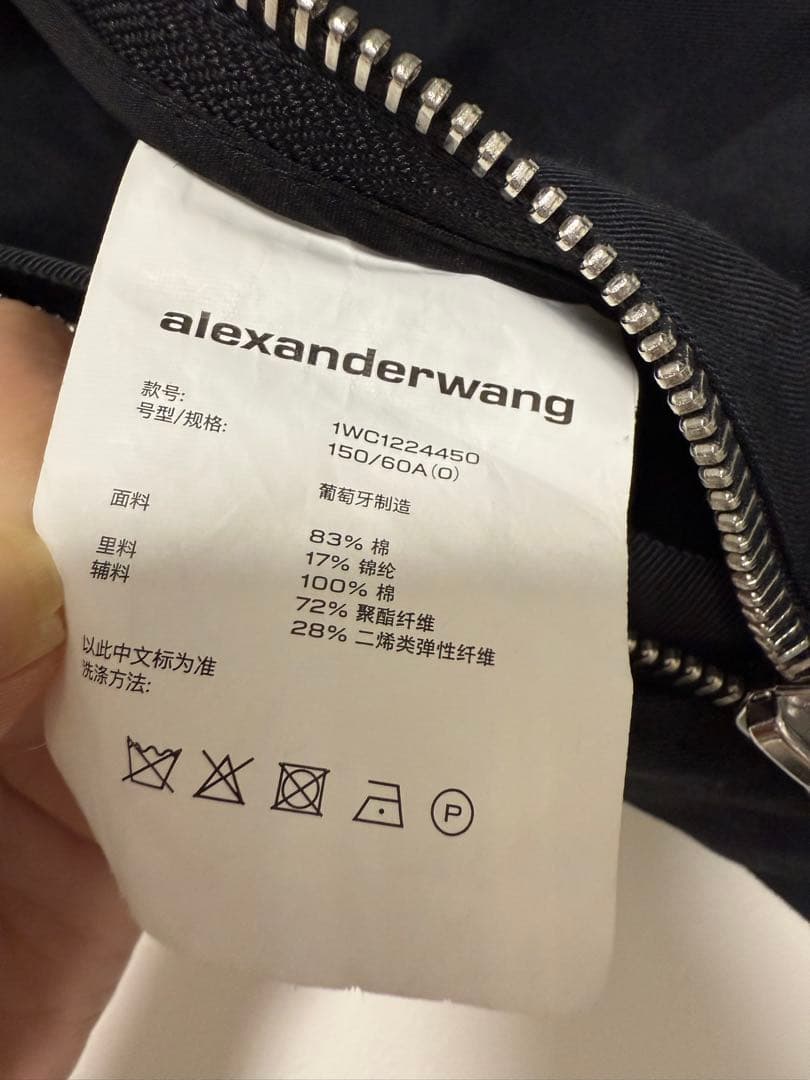 alexanderwang
款号: 1WC1224450
号型/规格: 150/60A(0)
葡萄牙制造
面料 83% 棉
17% 锦纶
里料 100% 棉
辅料 72% 聚酯纤维
28% 二烯类弹性纤维
以此中文标为准
洗涤方法:
P